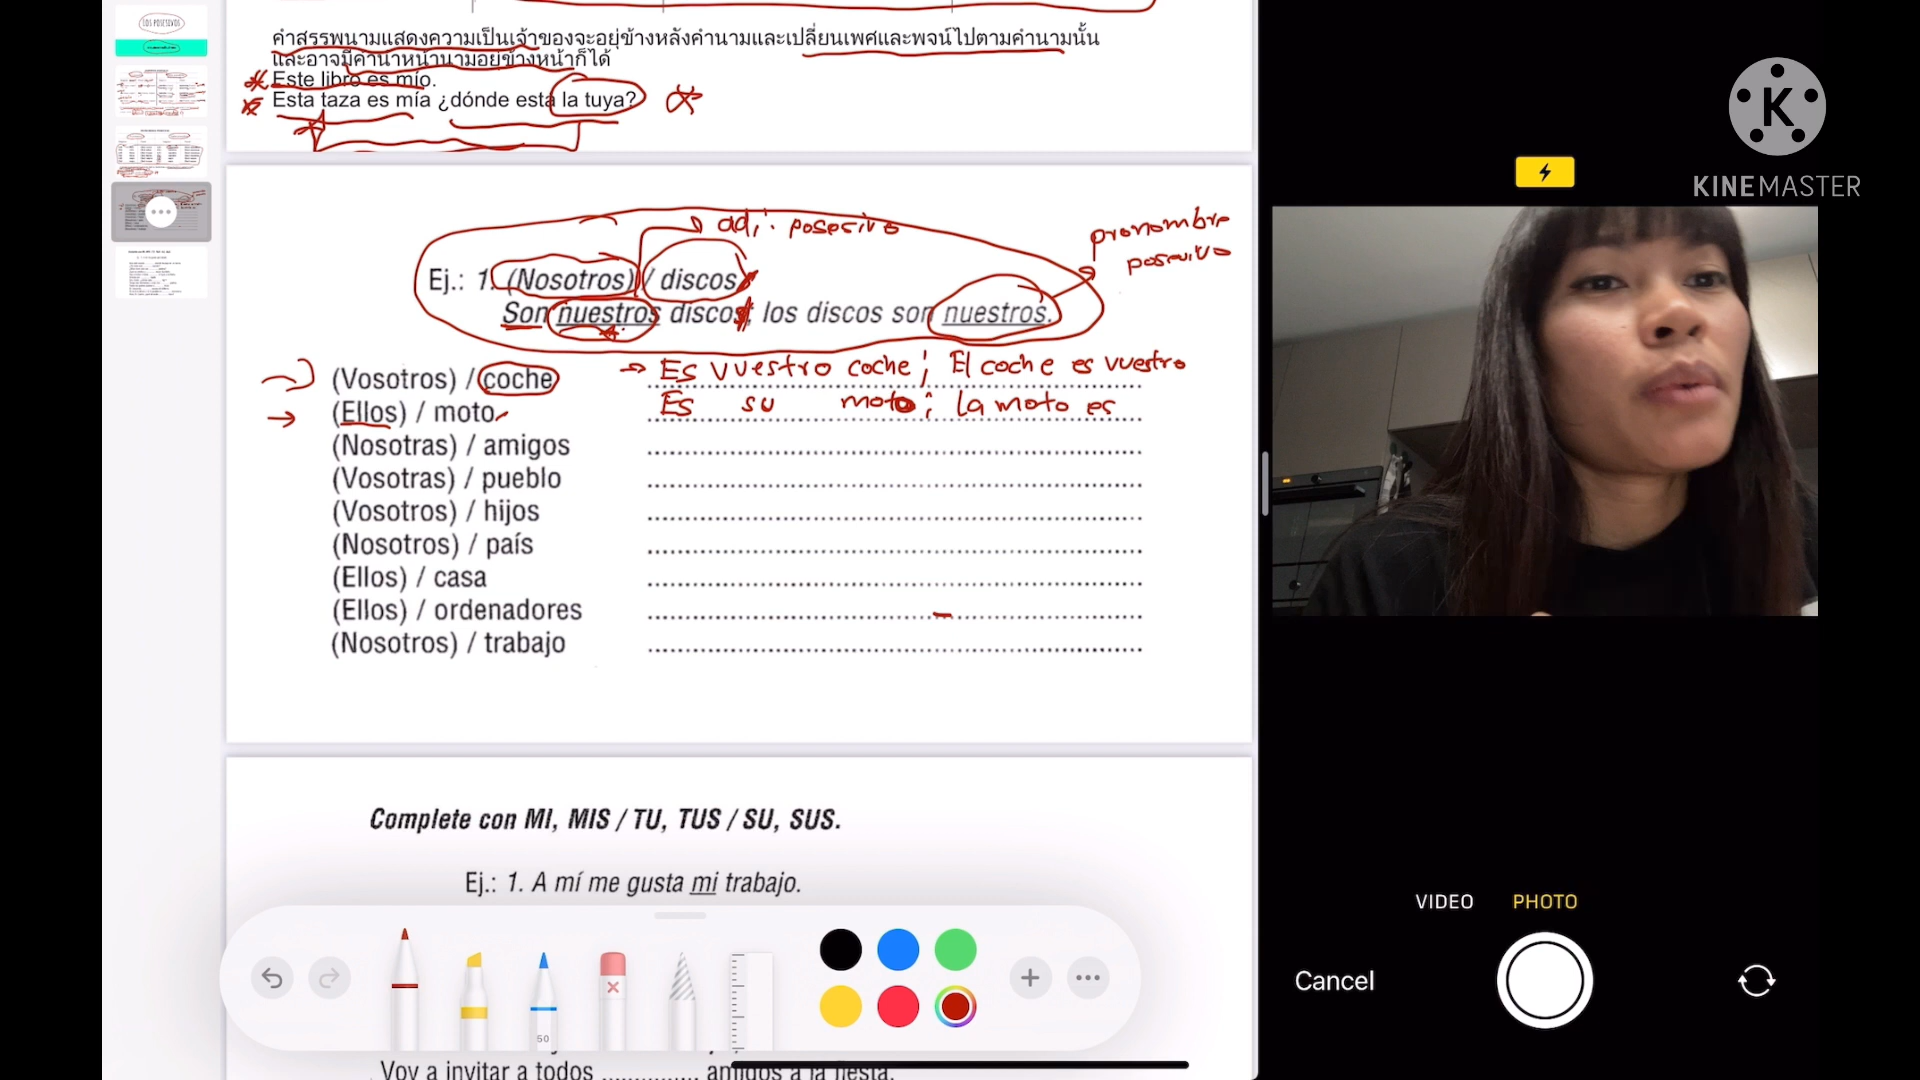 คำสรรพนามแสดงความเป็นเจ้าของจะอยู่ข้างหลังคำนามและเปลี่ยนเพศและพจน์ไปตามคำนามนั้น
และอาจมีคำนำหน้านามอยู่ข้างหน้าก็ได้
Este libro es mío.
Esta taza es mía ¿dónde está la tuya?
adj. posesivo
pronombre
posesivo
Ej.: 1. (Nosotros) / discos
Son nuestros discos, los discos son nuestros.
(Vosotros) / coche → Es vuestro coche; El coche es vuestro
→ (Ellos) / moto Es su moto; La moto es
(Nosotras) / amigos
(Vosotras) / pueblo
(Vosotros) / hijos
(Nosotros) / país
(Ellos) / casa
(Ellos) / ordenadores
(Nosotros) / trabajo
Complete con MI, MIS / TU, TUS / SU, SUS.
Ej.: 1. A mí me gusta mi trabajo.
Voy a invitar a todos .............. amigos a la fiesta.
50
K
KINEMASTER
VIDEO PHOTO
Cancel
LOS POSESIVOS